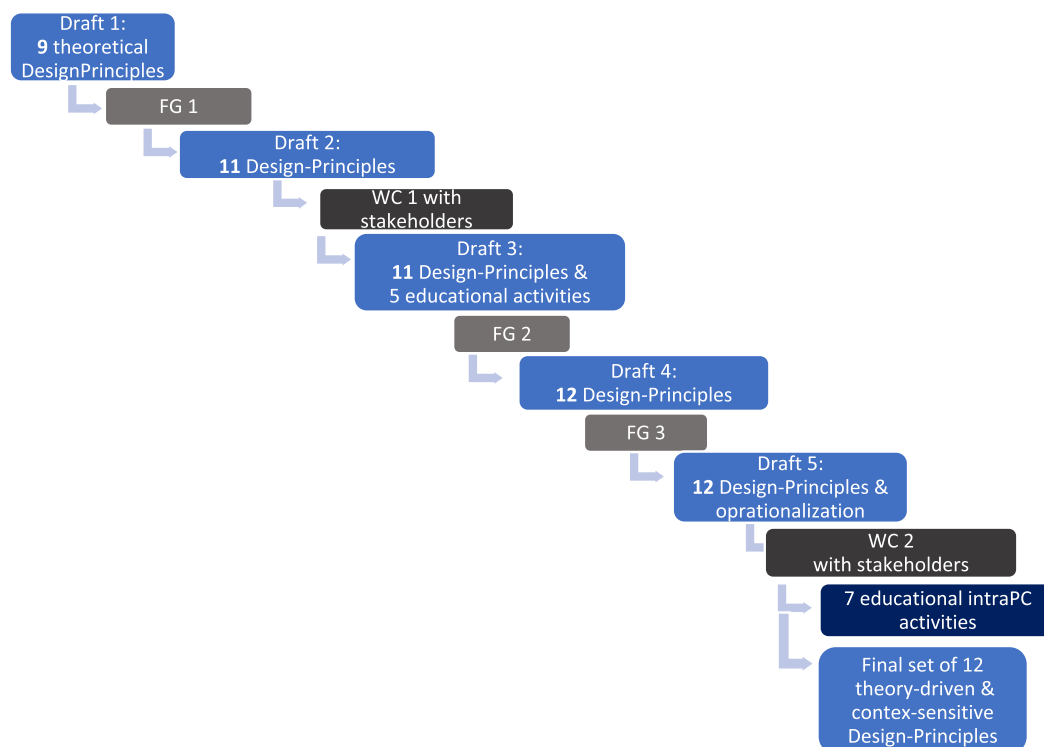 Draft 1:
9 theoretical
DesignPrinciples
FG 1
Draft 2:
11 Design-Principles
WC 1 with
stakeholders
Draft 3:
11 Design-Principles &
5 educational activities
FG 2
Draft 4:
12 Design-Principles
FG 3
Draft 5:
12 Design-Principles &
oprationalization
WC 2
with stakeholders
7 educational intraPC
activities
Final set of 12
theory-driven &
contex-sensitive
Design-Principles